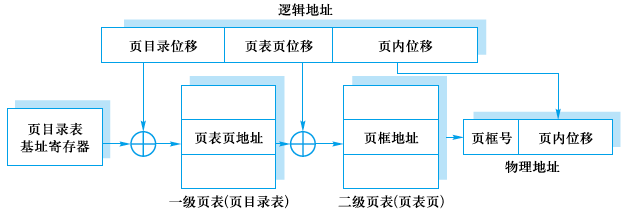 逻辑地址
页目录位移
页表页位移
页内位移
页目录表
基址寄存器
页表页地址
页框地址
页框号
页内位移
物理地址
一级页表(页目录表)
二级页表(页表页)